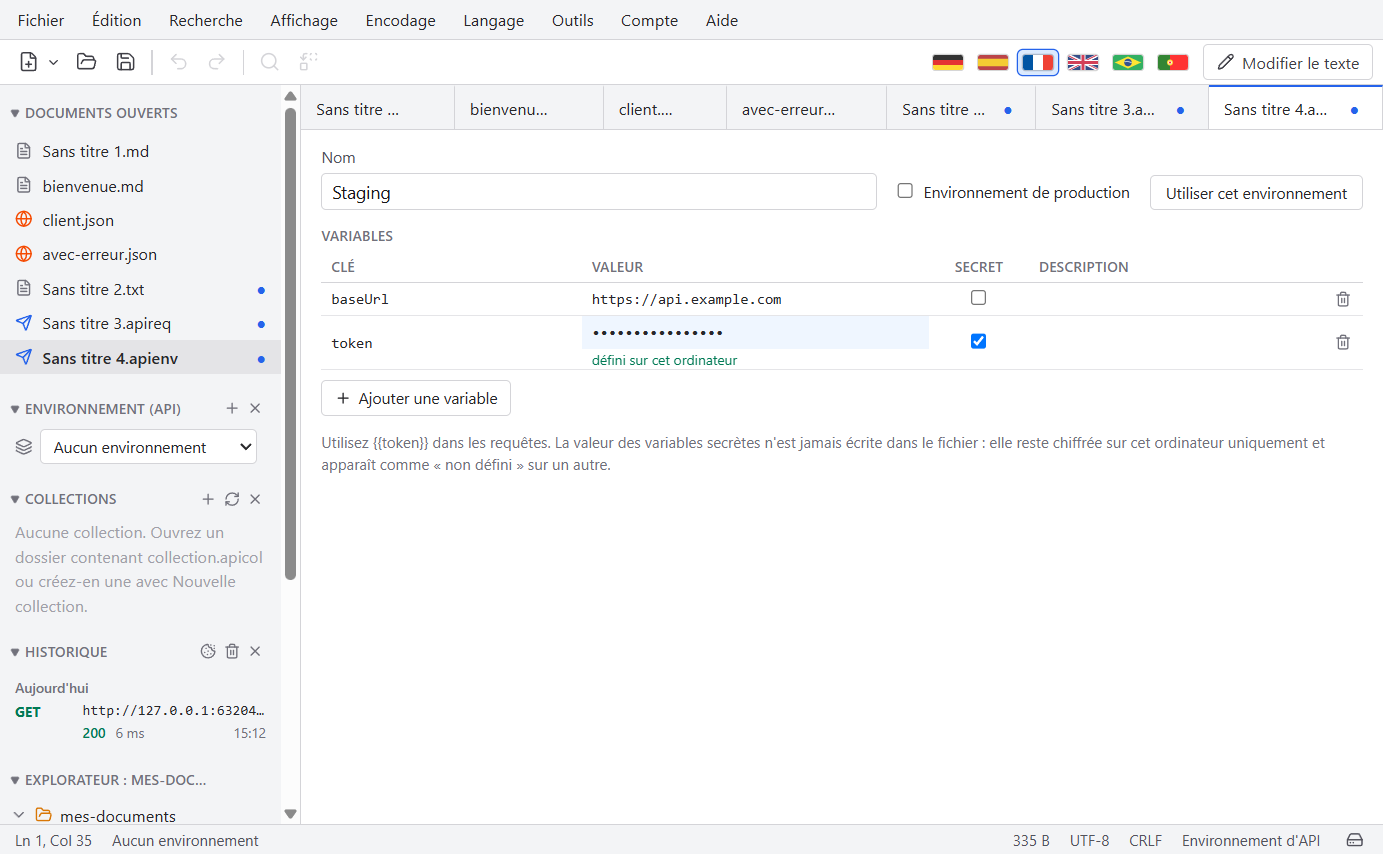 Fichier Édition Recherche Affichage Encodage Langage Outils Compte Aide
Modifier le texte
DOCUMENTS OUVERTS
Sans titre 1.md
bienvenue.md
client.json
avec-erreur.json
Sans titre 2.txt
Sans titre 3.apireq
Sans titre 4.apienv
ENVIRONNEMENT (API)
Aucun environnement
COLLECTIONS
Aucune collection. Ouvrez un
dossier contenant collection.apicol
ou créez-en une avec Nouvelle
collection.
HISTORIQUE
Aujourd'hui
GET http://127.0.0.1:63204…
200 6 ms 15:12
EXPLORATEUR : MES-DOC...
mes-documents
Sans titre ... bienvenu... client.... avec-erreur... Sans titre ... Sans titre 3.a... Sans titre 4.a...
Nom
Staging
Environnement de production
Utiliser cet environnement
VARIABLES
CLÉ VALEUR SECRET DESCRIPTION
baseUrl https://api.example.com
token ••••••••••••••••
défini sur cet ordinateur
Ajouter une variable
Utilisez {{token}} dans les requêtes. La valeur des variables secrètes n'est jamais écrite dans le fichier : elle reste chiffrée sur cet ordinateur uniquement et
apparaît comme « non défini » sur un autre.
Ln 1, Col 35 Aucun environnement 335 B UTF-8 CRLF Environnement d'API